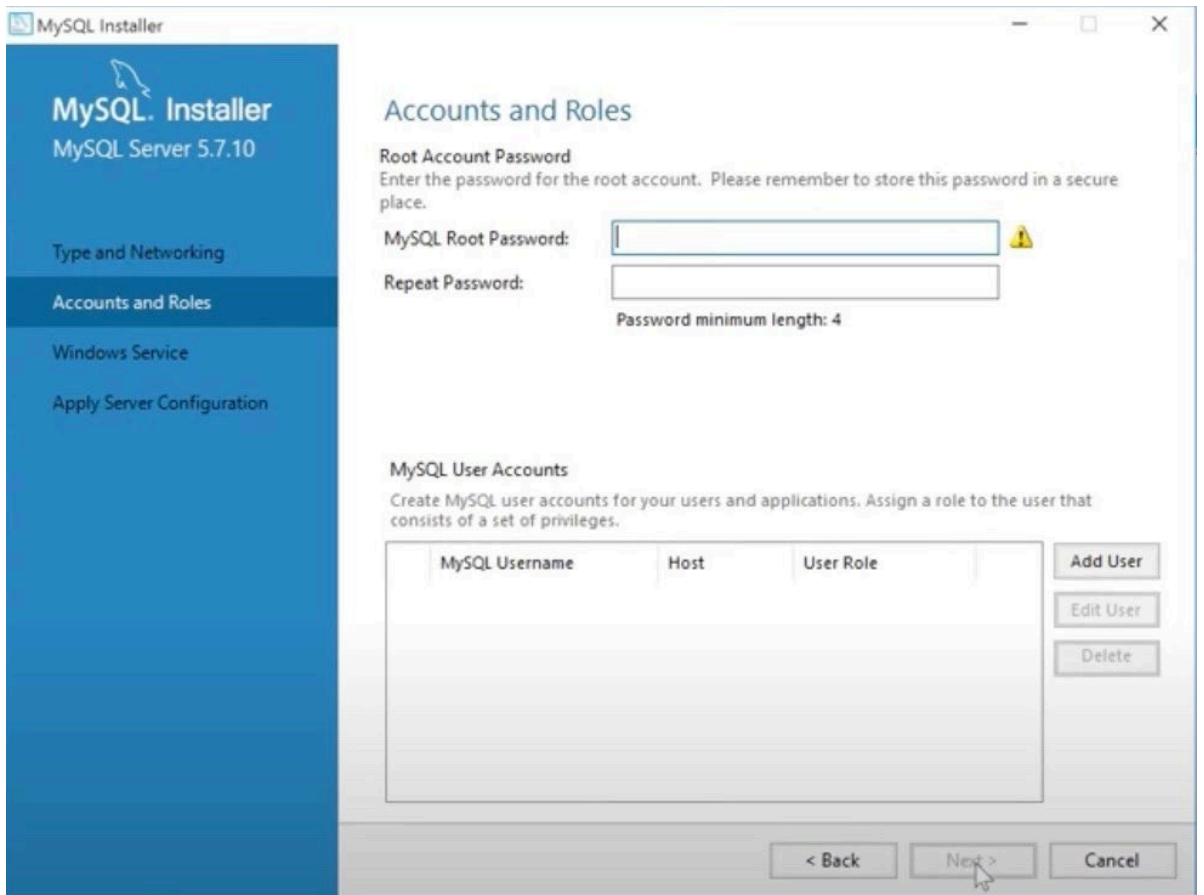 MySQL Installer
MySQL. Installer
MySQL Server 5.7.10
Type and Networking
Accounts and Roles
Windows Service
Apply Server Configuration
Accounts and Roles
Root Account Password
Enter the password for the root account. Please remember to store this password in a secure
place.
MySQL Root Password:
Repeat Password:
Password minimum length: 4
MySQL User Accounts
Create MySQL user accounts for your users and applications. Assign a role to the user that
consists of a set of privileges.
MySQL Username Host User Role
Add User
Edit User
Delete
< Back Next > Cancel